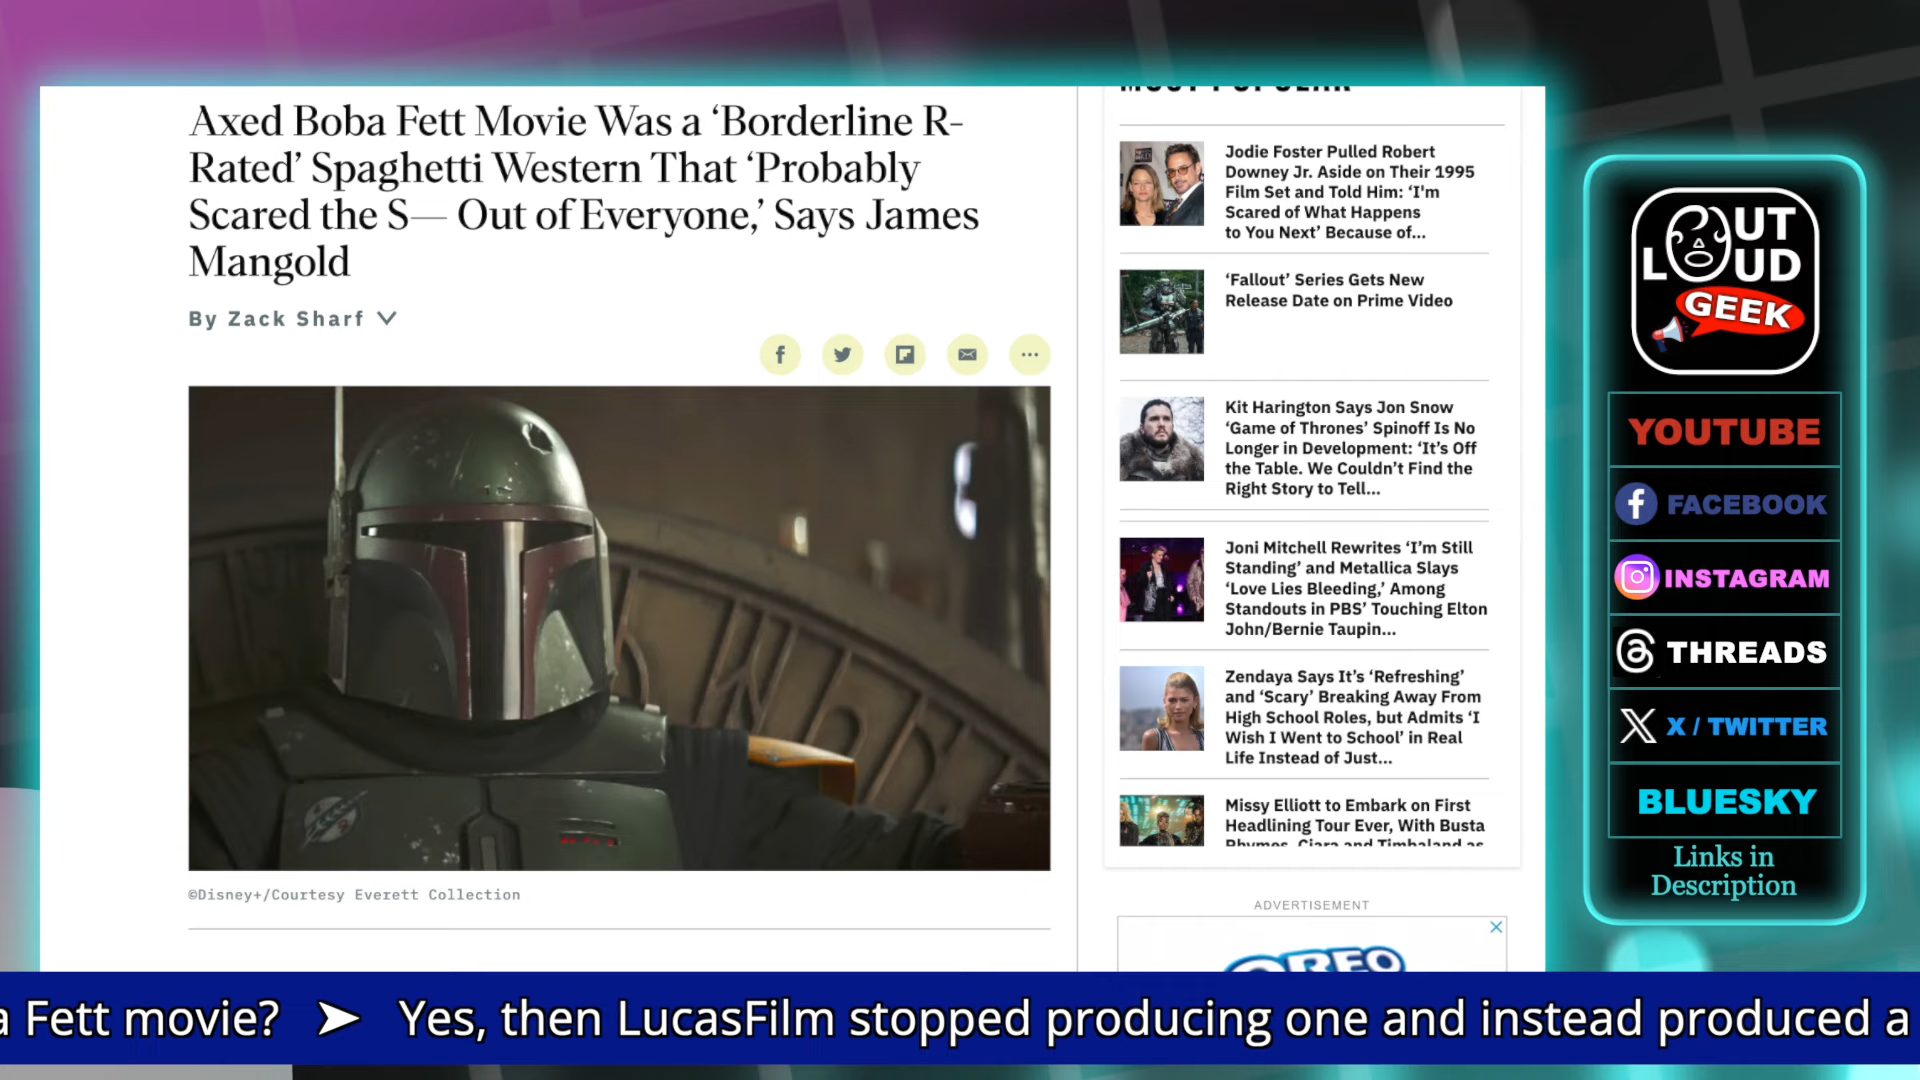 Axed Boba Fett Movie Was a ‘Borderline R-
Rated’ Spaghetti Western That ‘Probably
Scared the S— Out of Everyone,’ Says James
Mangold
By Zack Sharf
©Disney+/Courtesy Everett Collection
MOST POPULAR
Jodie Foster Pulled Robert
Downey Jr. Aside on Their 1995
Film Set and Told Him: ‘I'm
Scared of What Happens
to You Next’ Because of...
‘Fallout’ Series Gets New
Release Date on Prime Video
Kit Harington Says Jon Snow
‘Game of Thrones’ Spinoff Is No
Longer in Development: ‘It’s Off
the Table. We Couldn’t Find the
Right Story to Tell...
Joni Mitchell Rewrites ‘I’m Still
Standing’ and Metallica Slays
‘Love Lies Bleeding,’ Among
Standouts in PBS’ Touching Elton
John/Bernie Taupin...
Zendaya Says It’s ‘Refreshing’
and ‘Scary’ Breaking Away From
High School Roles, but Admits ‘I
Wish I Went to School’ in Real
Life Instead of Just...
Missy Elliott to Embark on First
Headlining Tour Ever, With Busta
Rhymes, Ciara and Timbaland as
ADVERTISEMENT
OREO
OUT
LOUD
GEEK
YOUTUBE
FACEBOOK
INSTAGRAM
THREADS
X / TWITTER
BLUESKY
Links in
Description
a Fett movie? ➤ Yes, then LucasFilm stopped producing one and instead produced a